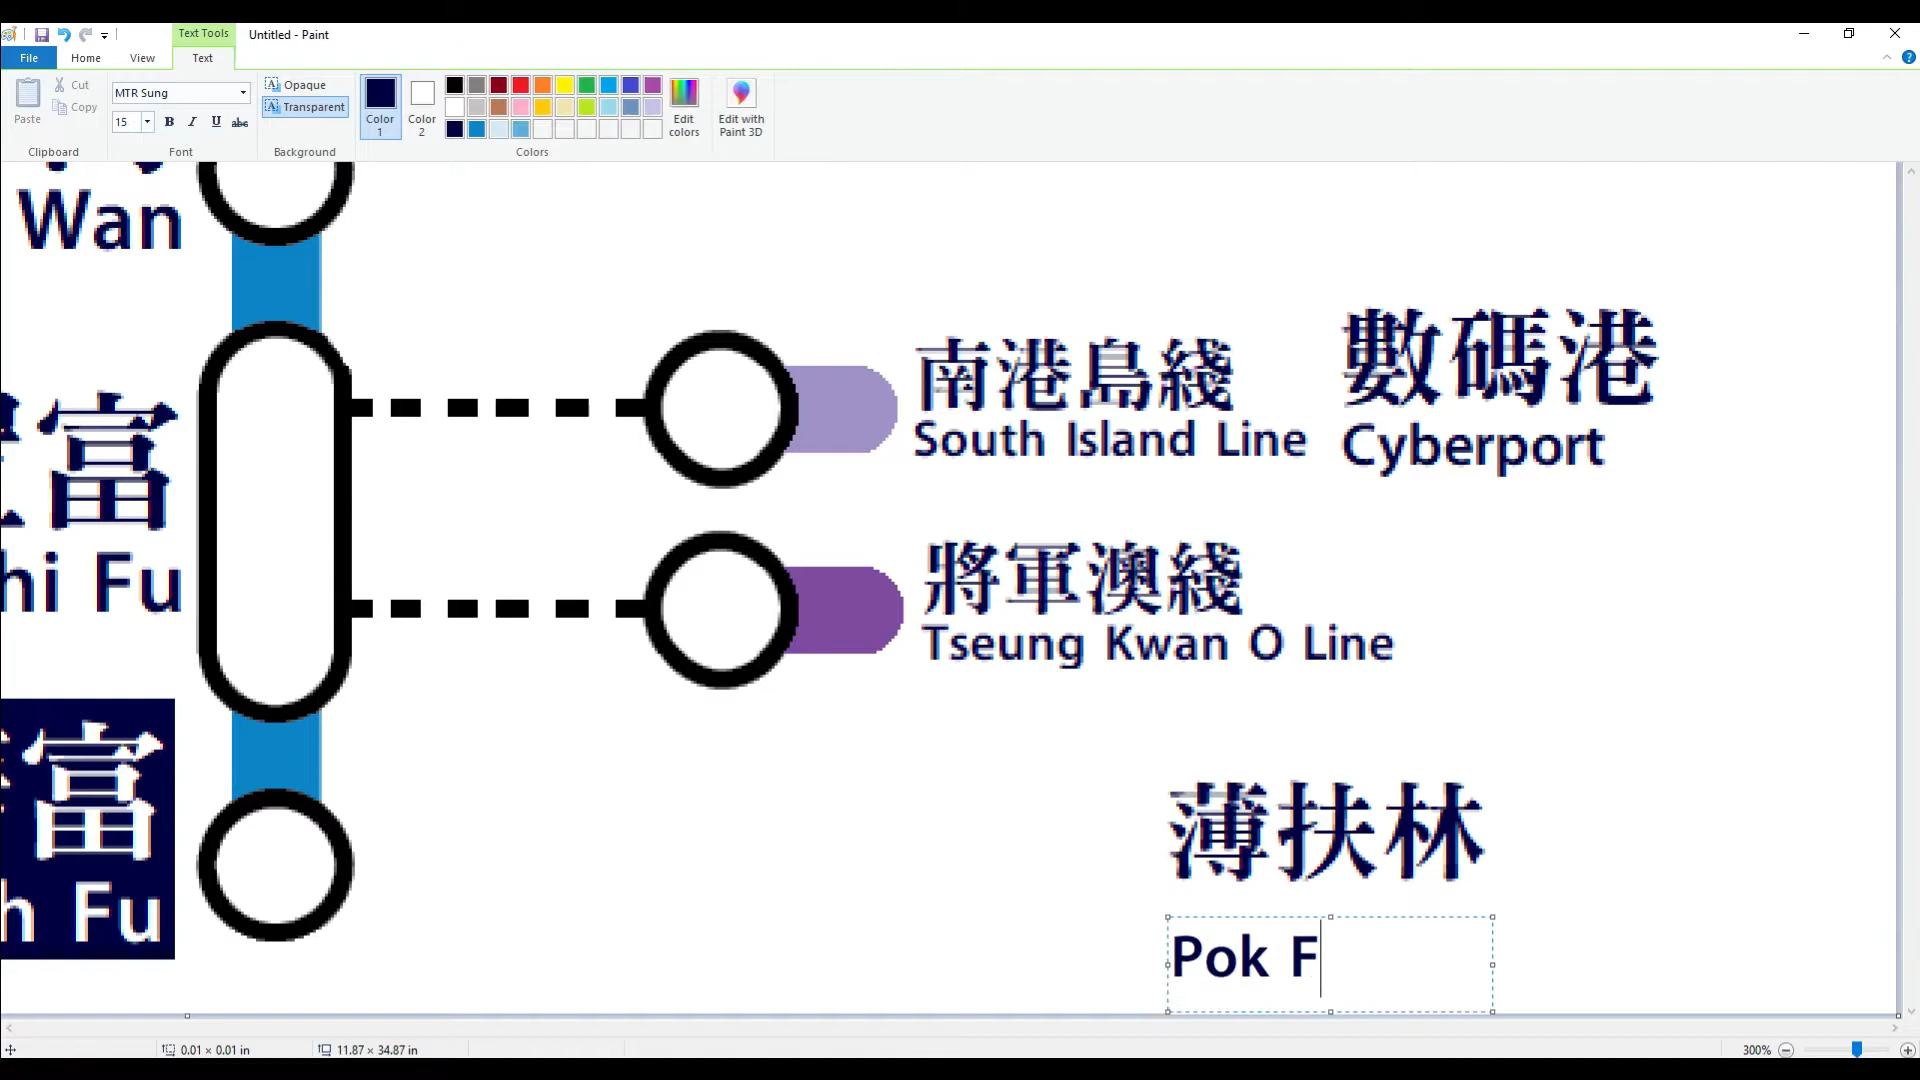 Text Tools
Untitled - Paint
File
Home
View
Text
Paste
Cut
Copy
Clipboard
MTR Sung
15
B I U abc
Font
Opaque
Transparent
Background
Color 1
Color 2
Edit colors
Colors
Edit with Paint 3D
Wan
富
hi Fu
富
h Fu
南港島綫
South Island Line
數碼港
Cyberport
將軍澳綫
Tseung Kwan O Line
薄扶林
Pok F
0.01 × 0.01 in
11.87 × 34.87 in
300%